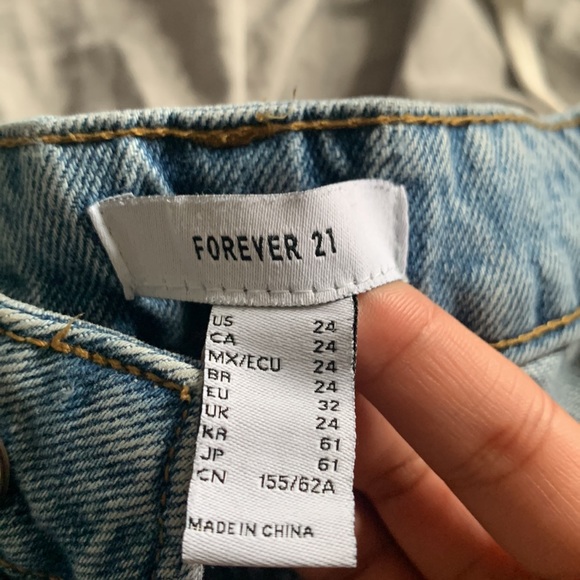 FOREVER 21
US 24
CA 24
MX/ECU 24
BR 24
EU 32
UK 24
KR 61
JP 61
CN 155/62A
MADE IN CHINA